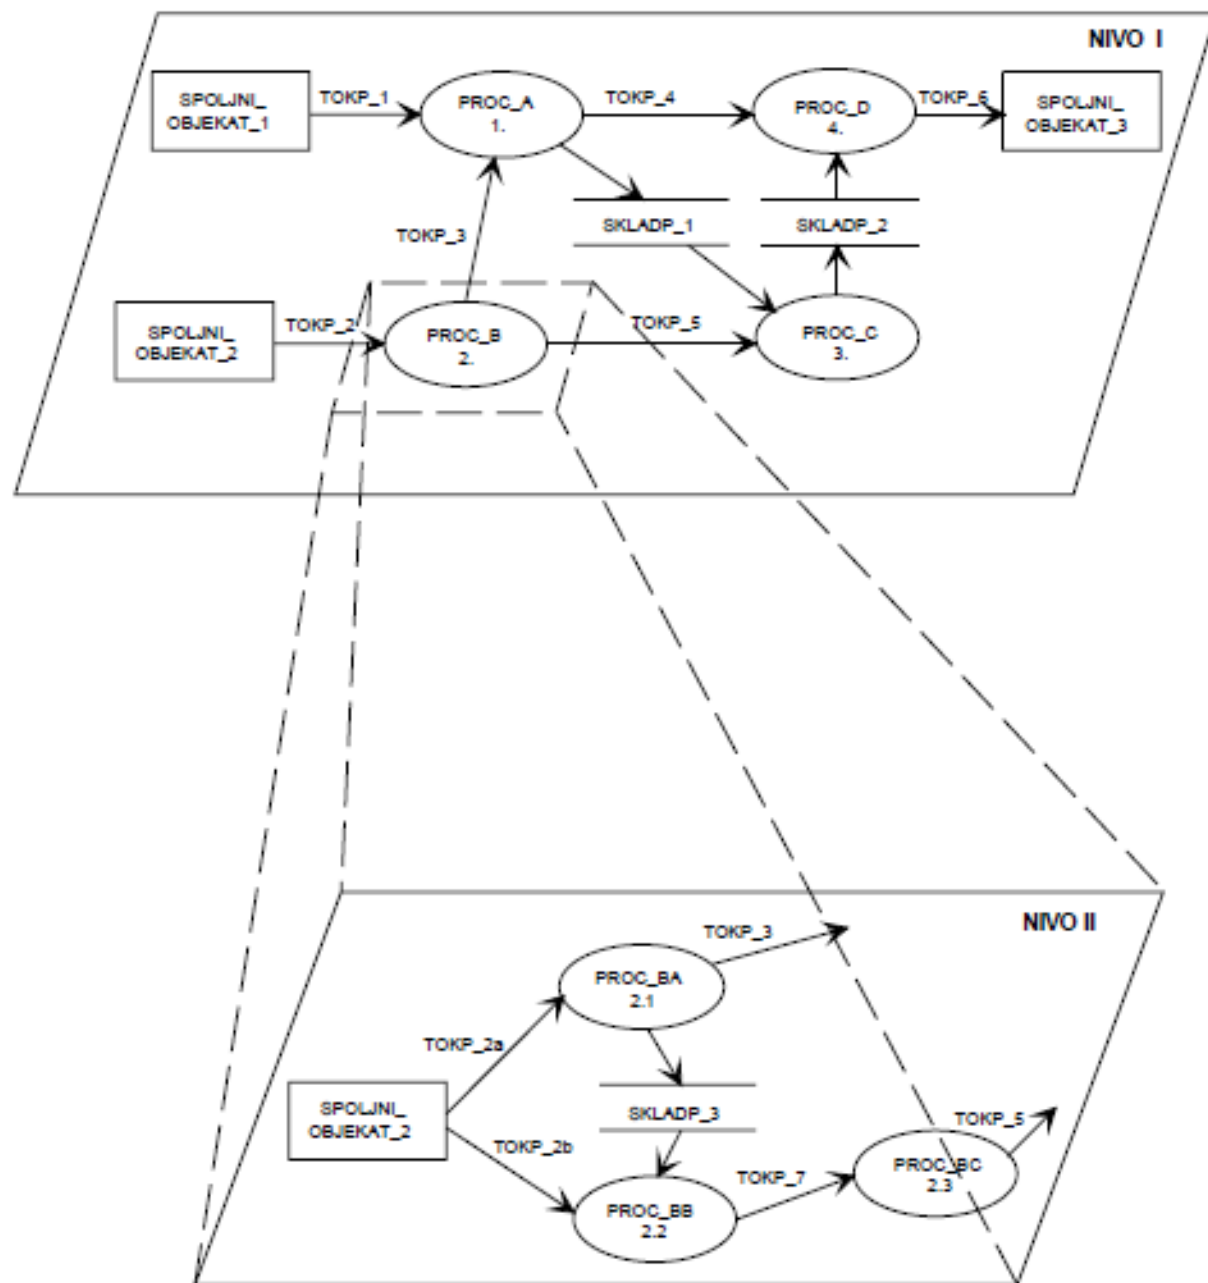 NIVO I
SPOLJNI_
OBJEKAT_1
TOKP_1
PROC_A
1.
TOKP_4
PROC_D
4.
TOKP_6
SPOLJNI_
OBJEKAT_3
TOKP_3
SKLADP_1
SKLADP_2
SPOLJNI_
OBJEKAT_2
TOKP_2
PROC_B
2.
TOKP_5
PROC_C
3.
NIVO II
TOKP_3
PROC_BA
2.1
TOKP_2a
SPOLJNI_
OBJEKAT_2
SKLADP_3
TOKP_2b
PROC_BB
2.2
TOKP_7
PROC_BC
2.3
TOKP_5